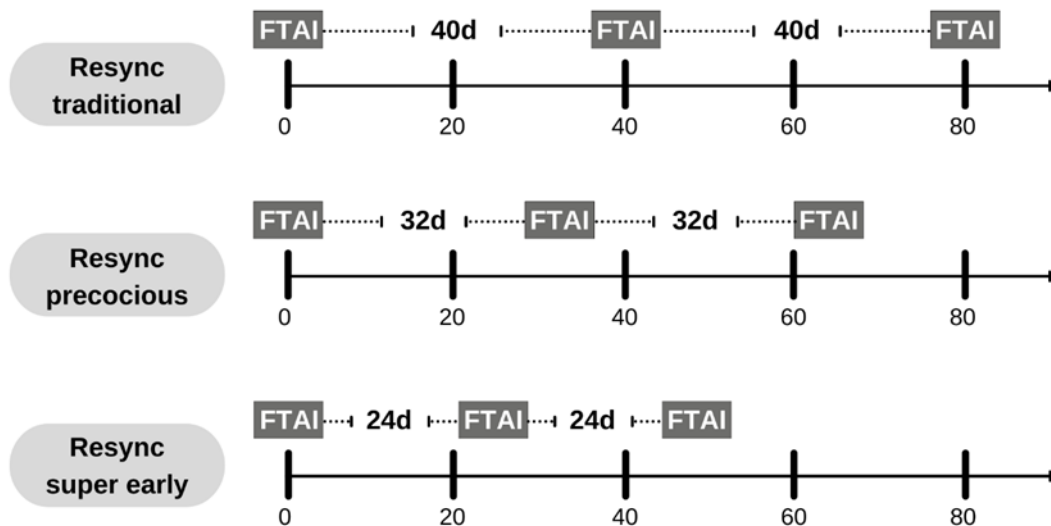 FTAI 40d FTAI 40d FTAI
Resync
traditional
0 20 40 60 80
FTAI 32d FTAI 32d FTAI
Resync
precocious
0 20 40 60 80
FTAI 24d FTAI 24d FTAI
Resync
super early
0 20 40 60 80